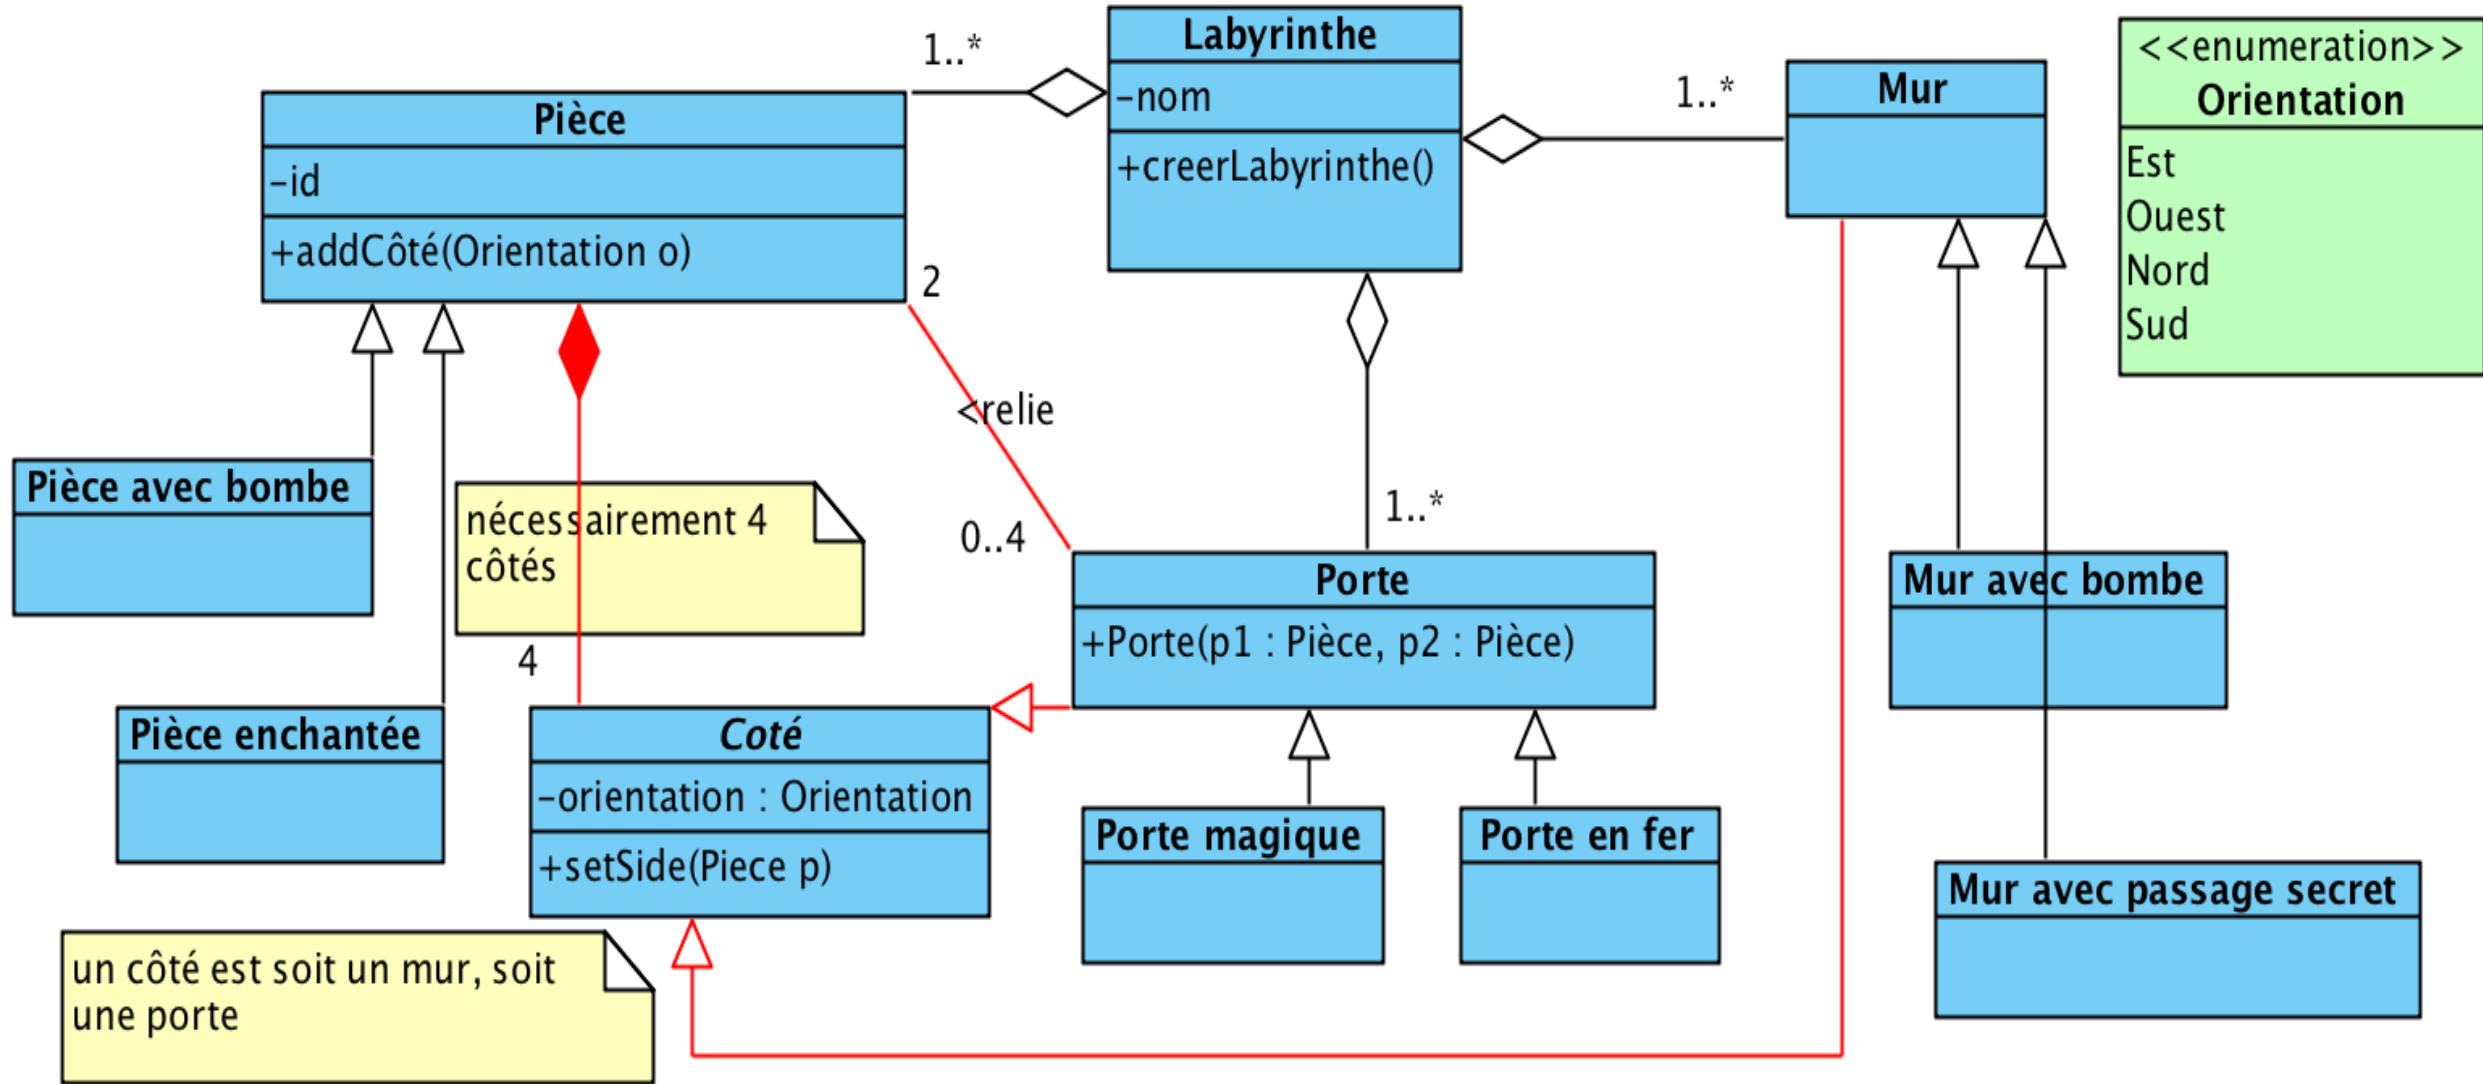 Labyrinthe
-nom
+creerLabyrinthe()
1..*
1..*
Pièce
-id
+addCôté(Orientation o)
Mur
<<enumeration>>
Orientation
Est
Ouest
Nord
Sud
2
<relie
0..4
1..*
Pièce avec bombe
nécessairement 4
côtés
4
Porte
+Porte(p1 : Pièce, p2 : Pièce)
Mur avec bombe
Pièce enchantée
Coté
-orientation : Orientation
+setSide(Piece p)
Porte magique
Porte en fer
Mur avec passage secret
un côté est soit un mur, soit
une porte